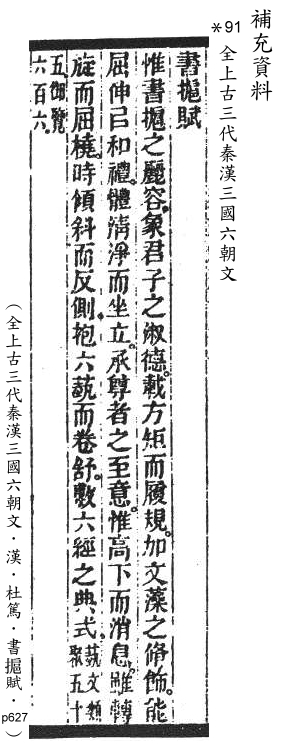 補充資料
*91 全上古三代秦漢三國六朝文
書搋賦
惟書搋之麗容。象君子之淑德。載方矩而履規。加文藻之脩飾。能
屈伸㠯和禮。體清淨而坐立。承尊者之至意。惟高下而消息。雖轉
旋而屈橈。時傾斜而反側。抱六蓺而卷舒。敷六經之典式。蓺文類聚五十
五御覽
六百六。
(全上古三代秦漢三國六朝文・漢・杜篤・書搋賦・p627)